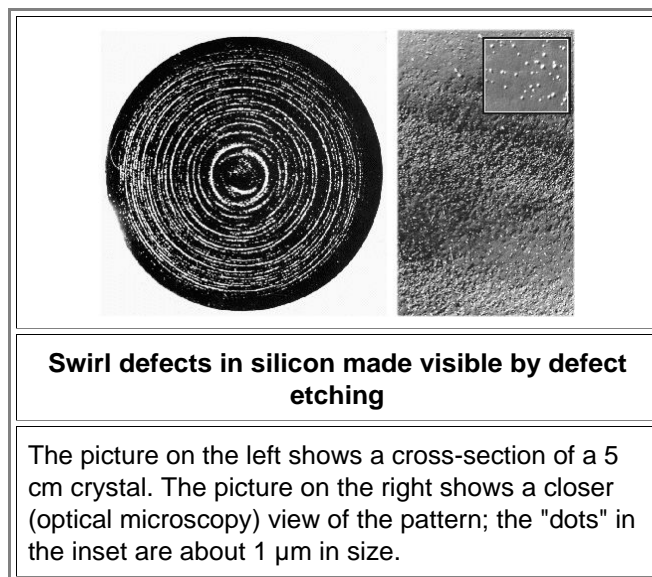 Swirl defects in silicon made visible by defect
etching
The picture on the left shows a cross-section of a 5
cm crystal. The picture on the right shows a closer
(optical microscopy) view of the pattern; the "dots" in
the inset are about 1 µm in size.